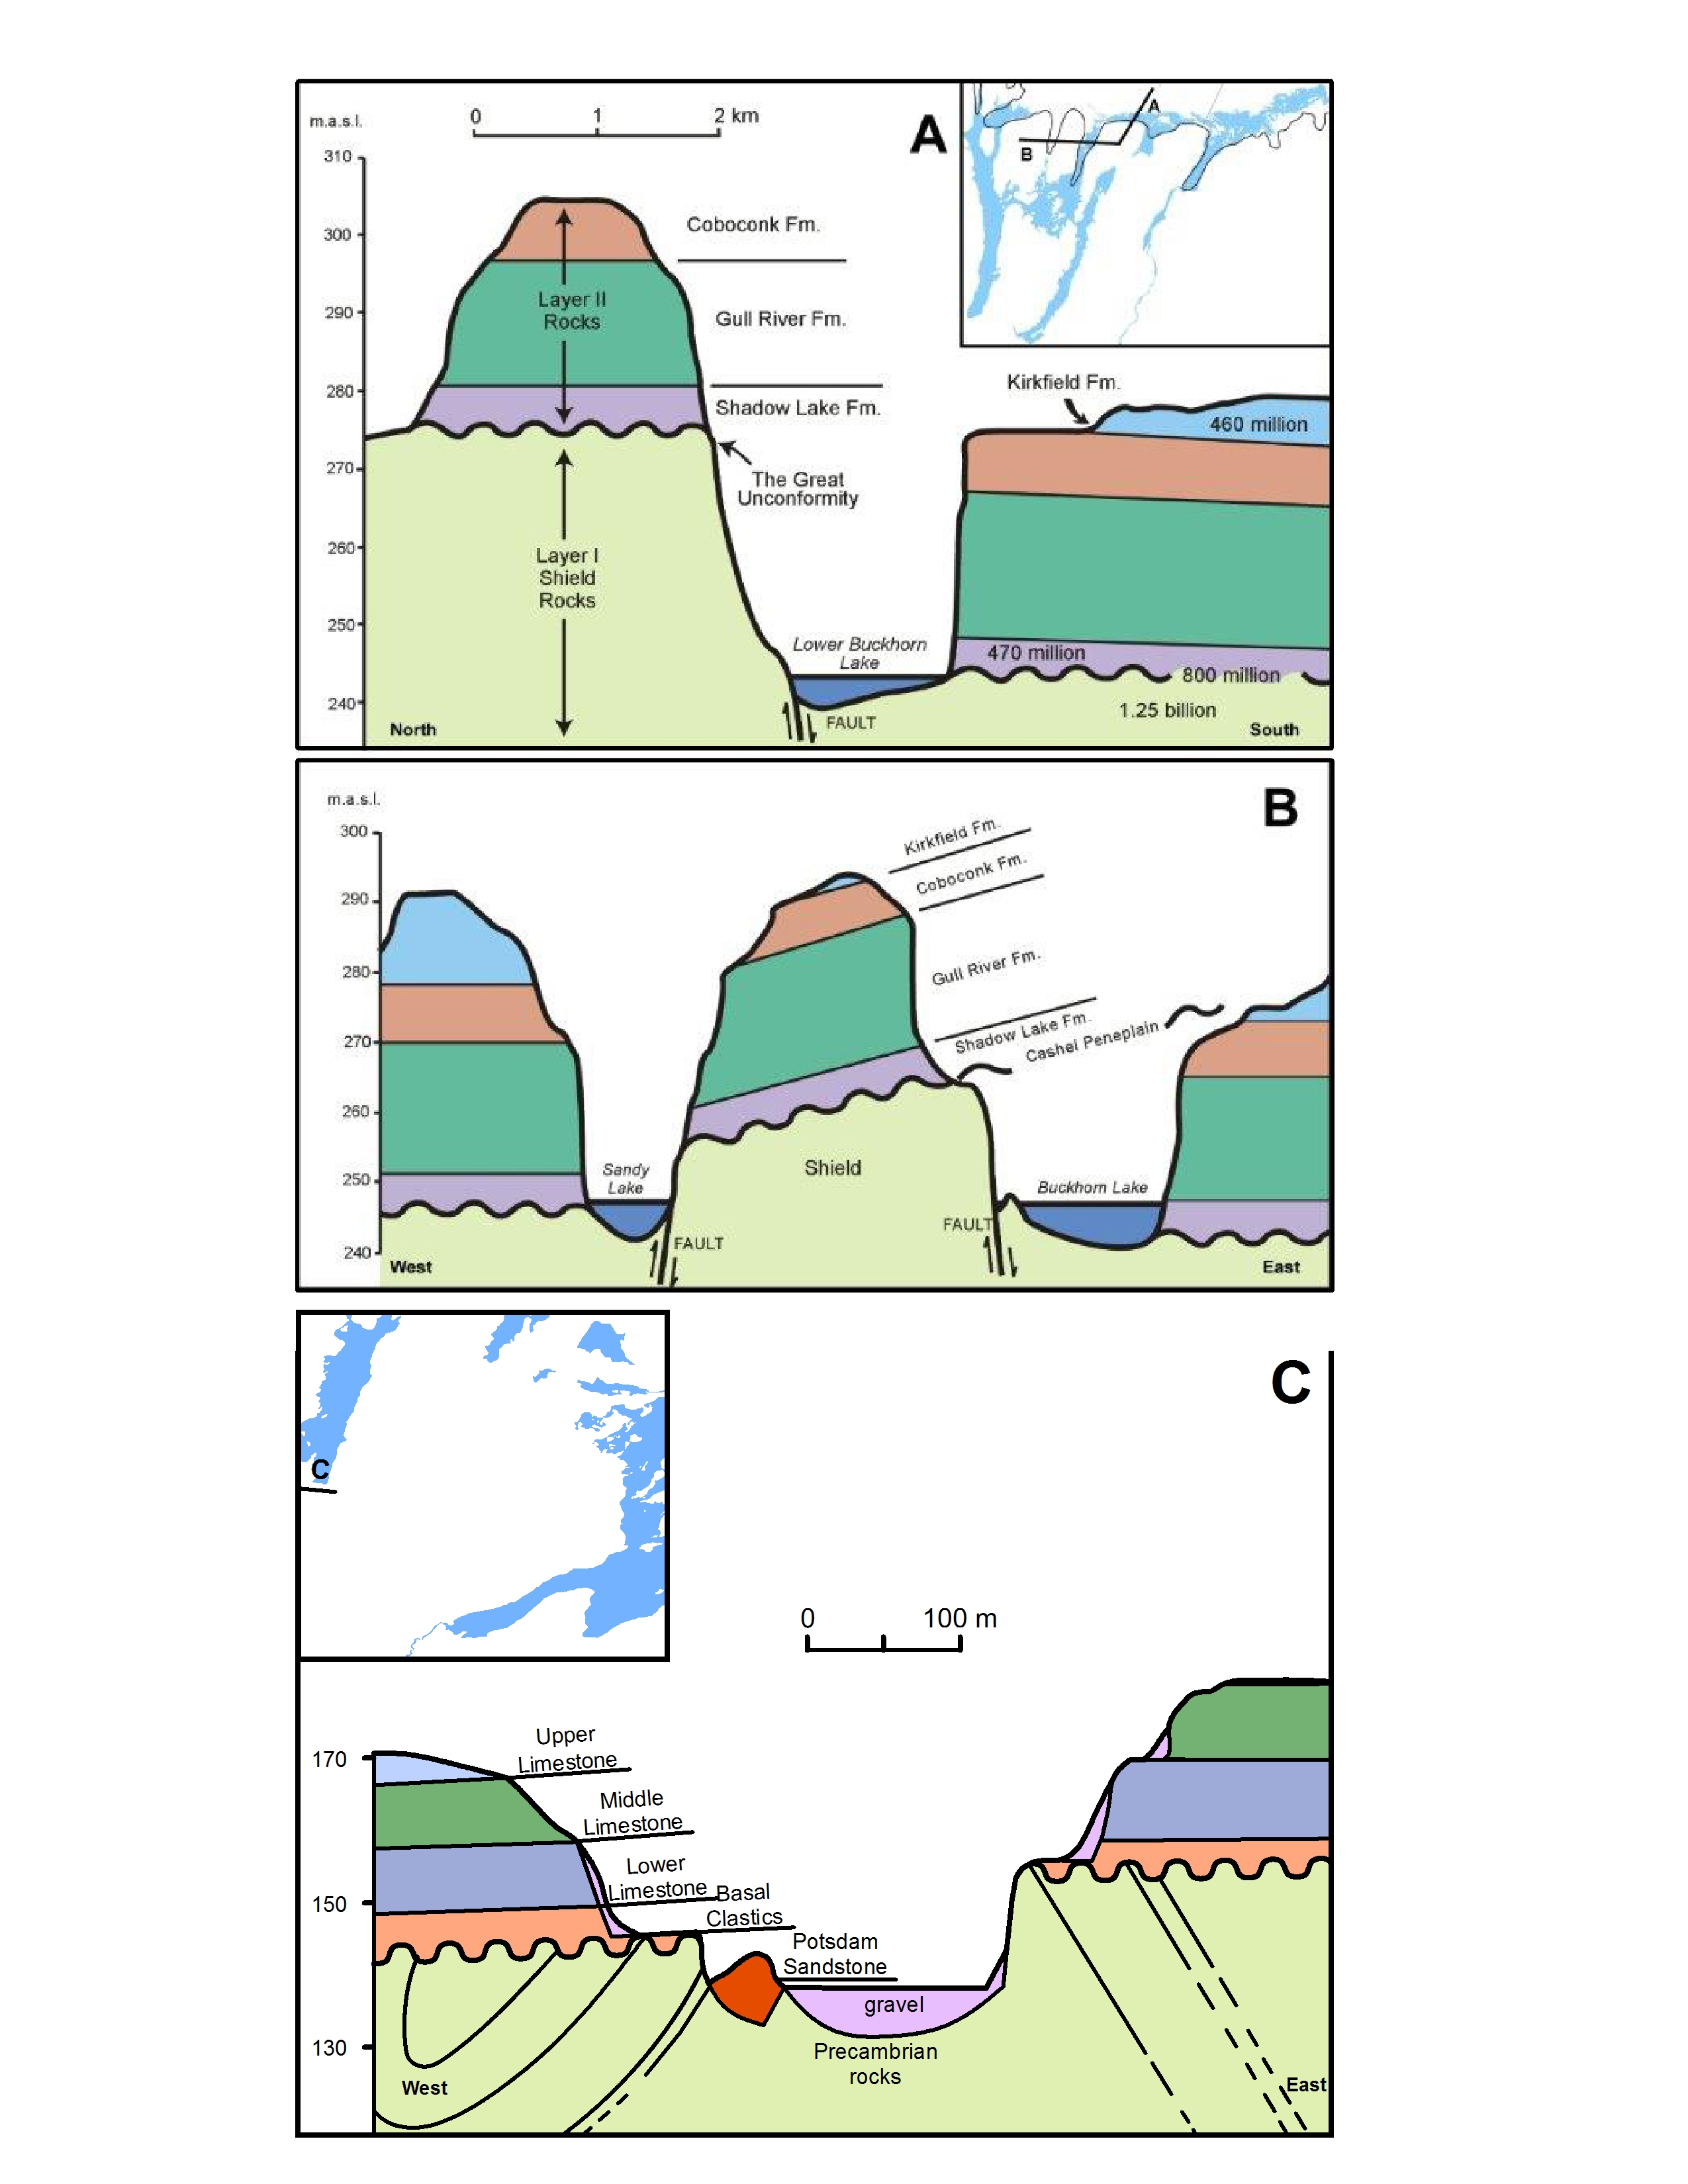 m.a.s.l.
0 1 2 km
A
310
300
290
280
270
260
250
240
Coboconk Fm.
Gull River Fm.
Shadow Lake Fm.
Layer II
Rocks
The Great
Unconformity
Layer I
Shield
Rocks
Lower Buckhorn
Lake
FAULT
North
A
B
Kirkfield Fm.
460 million
470 million
800 million
1.25 billion
South
m.a.s.l.
B
300
290
280
270
260
250
240
Kirkfield Fm.
Coboconk Fm.
Gull River Fm.
Shadow Lake Fm.
Cashel Peneplain
Sandy
Lake
Shield
Buckhorn Lake
FAULT
FAULT
West
East
C
C
0 100 m
170
150
130
Upper
Limestone
Middle
Limestone
Lower
Limestone
Basal
Clastics
Potsdam
Sandstone
gravel
Precambrian
rocks
West
East